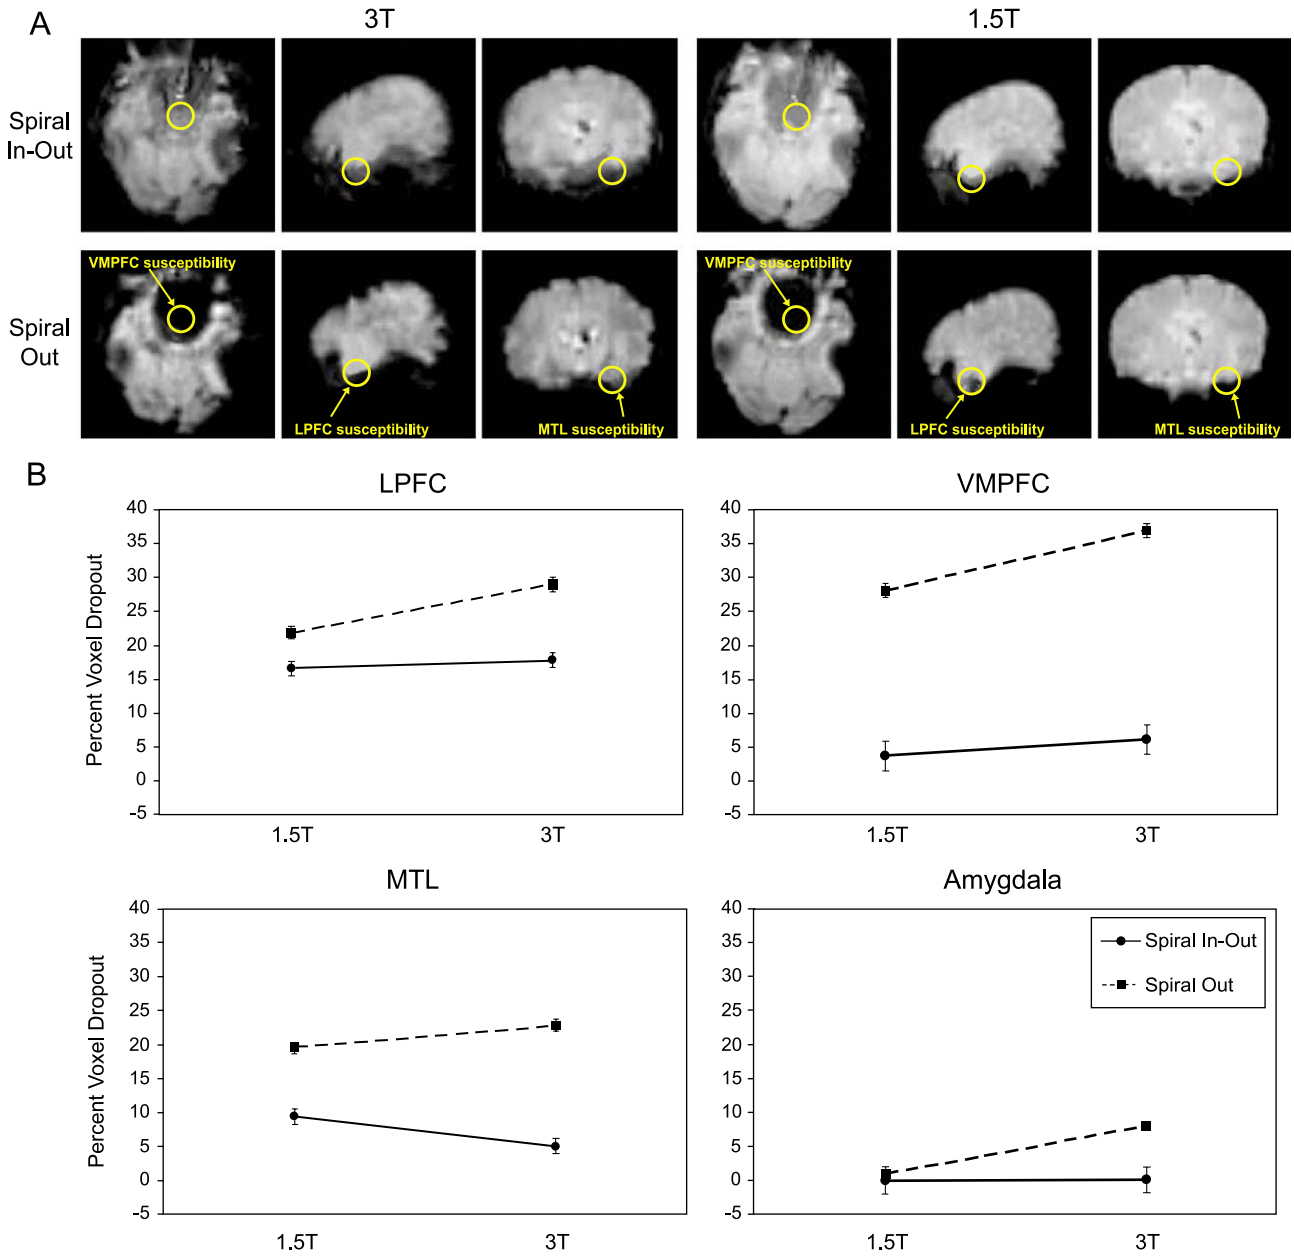 A
3T
1.5T
Spiral
In-Out
VMPFC susceptibility
VMPFC susceptibility
Spiral
Out
LPFC susceptibility
MTL susceptibility
LPFC susceptibility
MTL susceptibility
B
LPFC
Percent Voxel Dropout
40
35
30
25
20
15
10
5
0
-5
1.5T
3T
VMPFC
40
35
30
25
20
15
10
5
0
-5
1.5T
3T
MTL
Percent Voxel Dropout
40
35
30
25
20
15
10
5
0
-5
1.5T
3T
Amygdala
40
35
30
25
20
15
10
5
0
-5
Spiral In-Out
Spiral Out
1.5T
3T